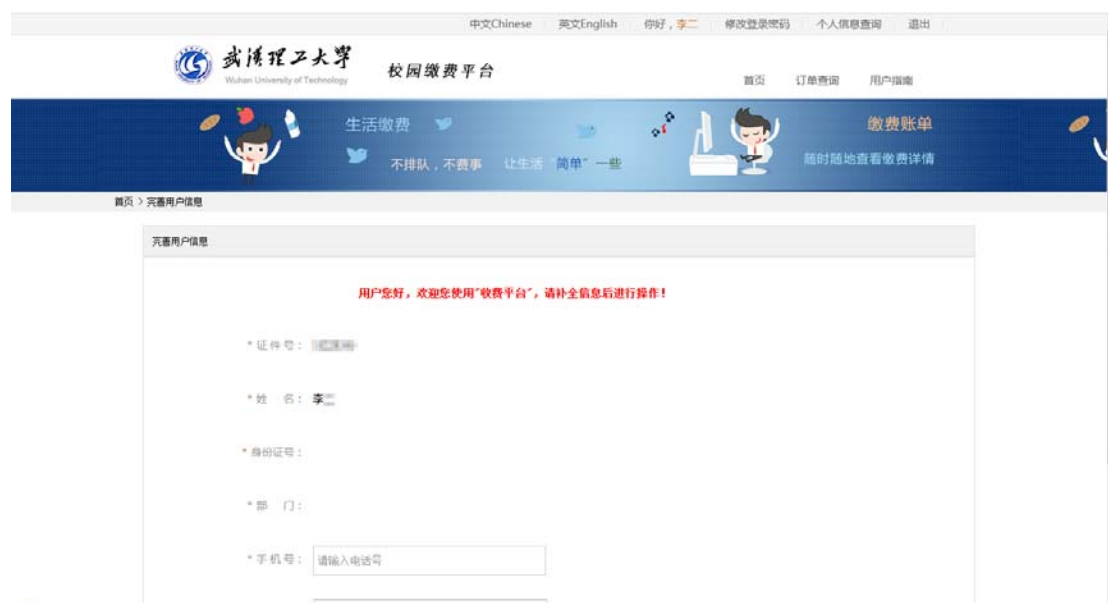 中文Chinese 英文English 你好，李二 修改登录密码 个人信息查询 退出
武汉理工大学
Wuhan University of Technology
校园缴费平台
首页 订单查询 用户指南
生活缴费
不排队，不费事 让生活“简单”一些
缴费账单
随时随地查看缴费详情
首页 > 完善用户信息
完善用户信息
用户您好，欢迎您使用"收费平台"，请补全信息后进行操作！
* 证件号：
* 姓 名： 李
* 身份证号：
* 部 门：
* 手机号： 请输入电话号